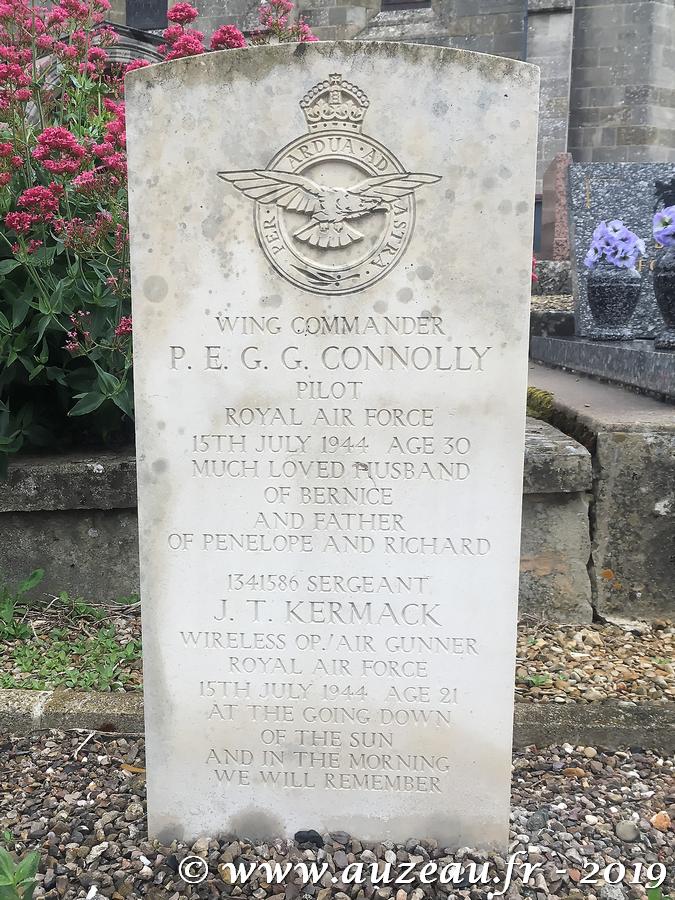 PER · ARDUA · AD · ASTRA
WING COMMANDER
P. E. G. G. CONNOLLY
PILOT
ROYAL AIR FORCE
15TH JULY 1944 AGE 30
MUCH LOVED HUSBAND
OF BERNICE
AND FATHER
OF PENELOPE AND RICHARD
1341586 SERGEANT
J. T. KERMACK
WIRELESS OP./AIR GUNNER
ROYAL AIR FORCE
15TH JULY 1944 AGE 21
AT THE GOING DOWN
OF THE SUN
AND IN THE MORNING
WE WILL REMEMBER
© www.auzeau.fr - 2019